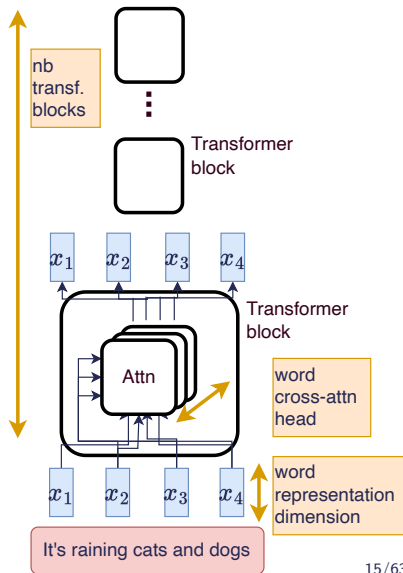 nb
transf.
blocks
Transformer
block
x1 x2 x3 x4
Transformer
block
Attn
word
cross-attn
head
x1 x2 x3 x4
word
representation
dimension
It's raining cats and dogs
15/63